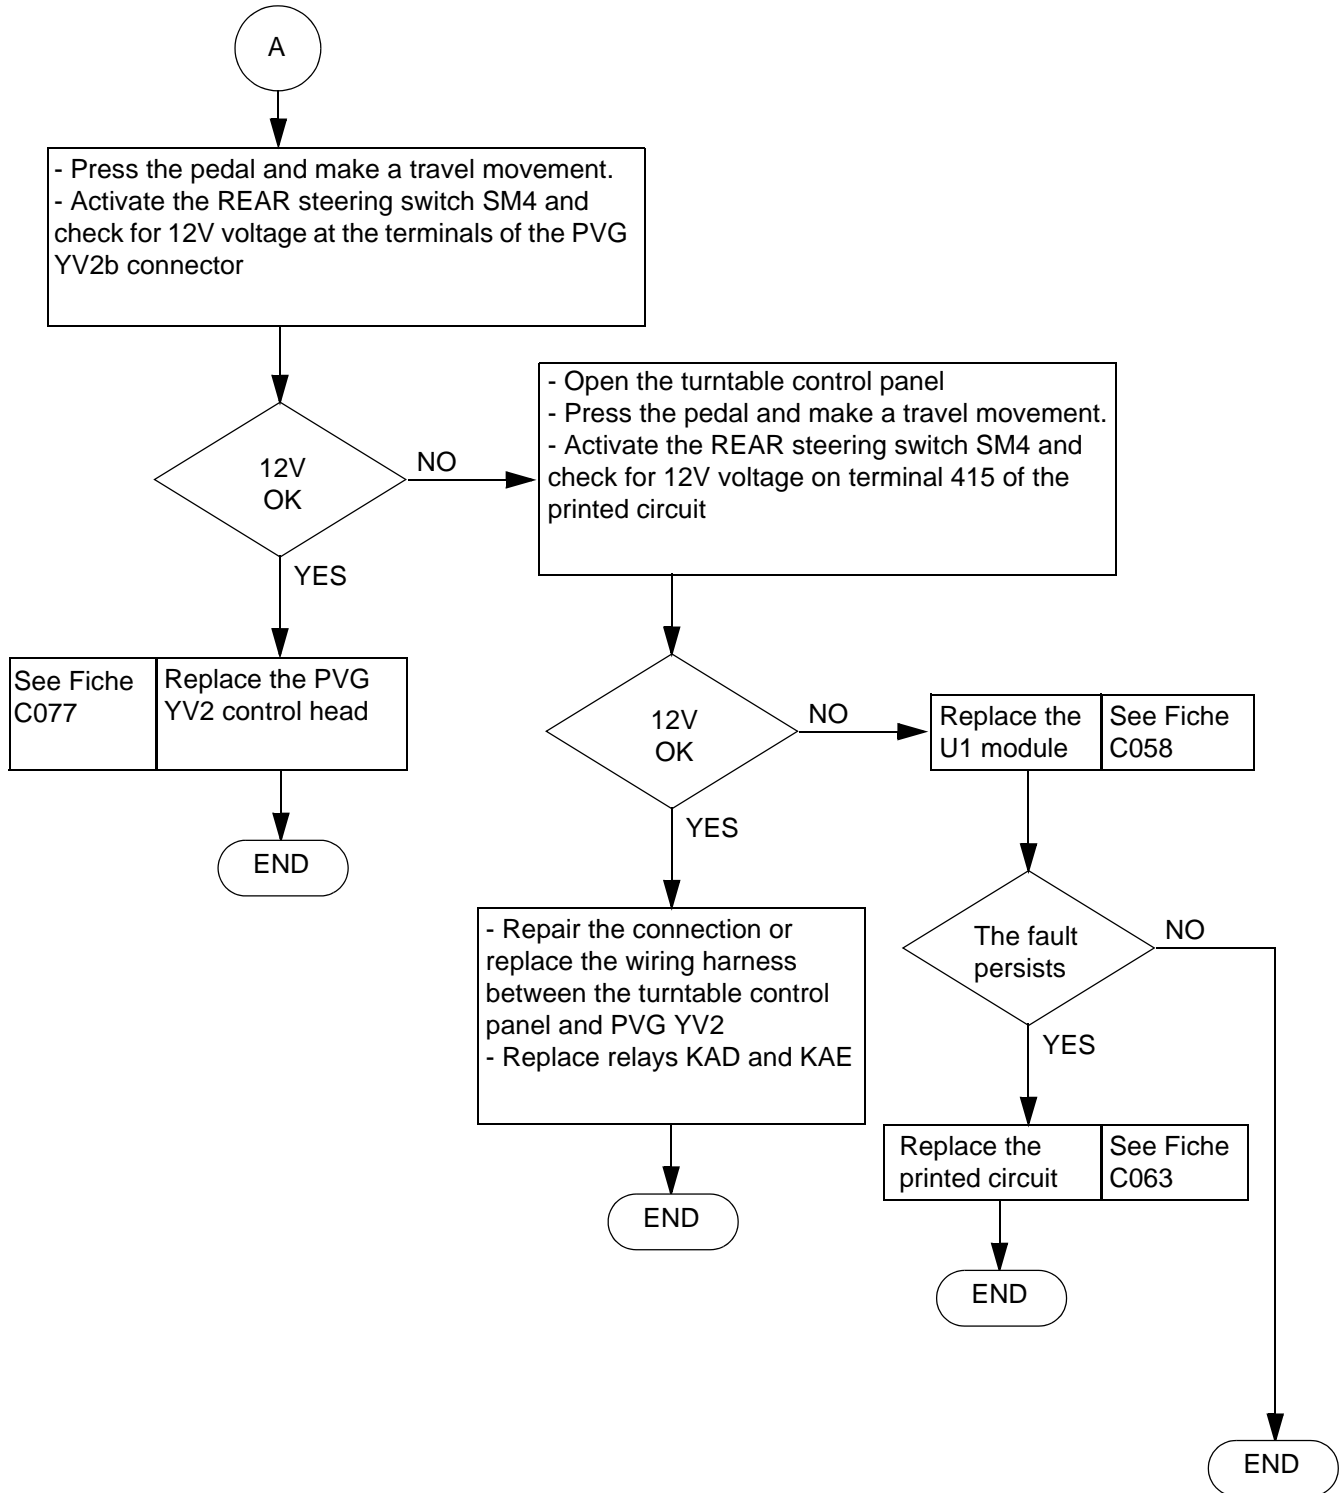 A
- Press the pedal and make a travel movement.
- Activate the REAR steering switch SM4 and
check for 12V voltage at the terminals of the PVG
YV2b connector
12V
OK
NO
YES
- Open the turntable control panel
- Press the pedal and make a travel movement.
- Activate the REAR steering switch SM4 and
check for 12V voltage on terminal 415 of the
printed circuit
See Fiche
C077
Replace the PVG
YV2 control head
END
12V
OK
NO
YES
Replace the
U1 module
See Fiche
C058
- Repair the connection or
replace the wiring harness
between the turntable control
panel and PVG YV2
- Replace relays KAD and KAE
END
The fault
persists
NO
YES
Replace the
printed circuit
See Fiche
C063
END
END